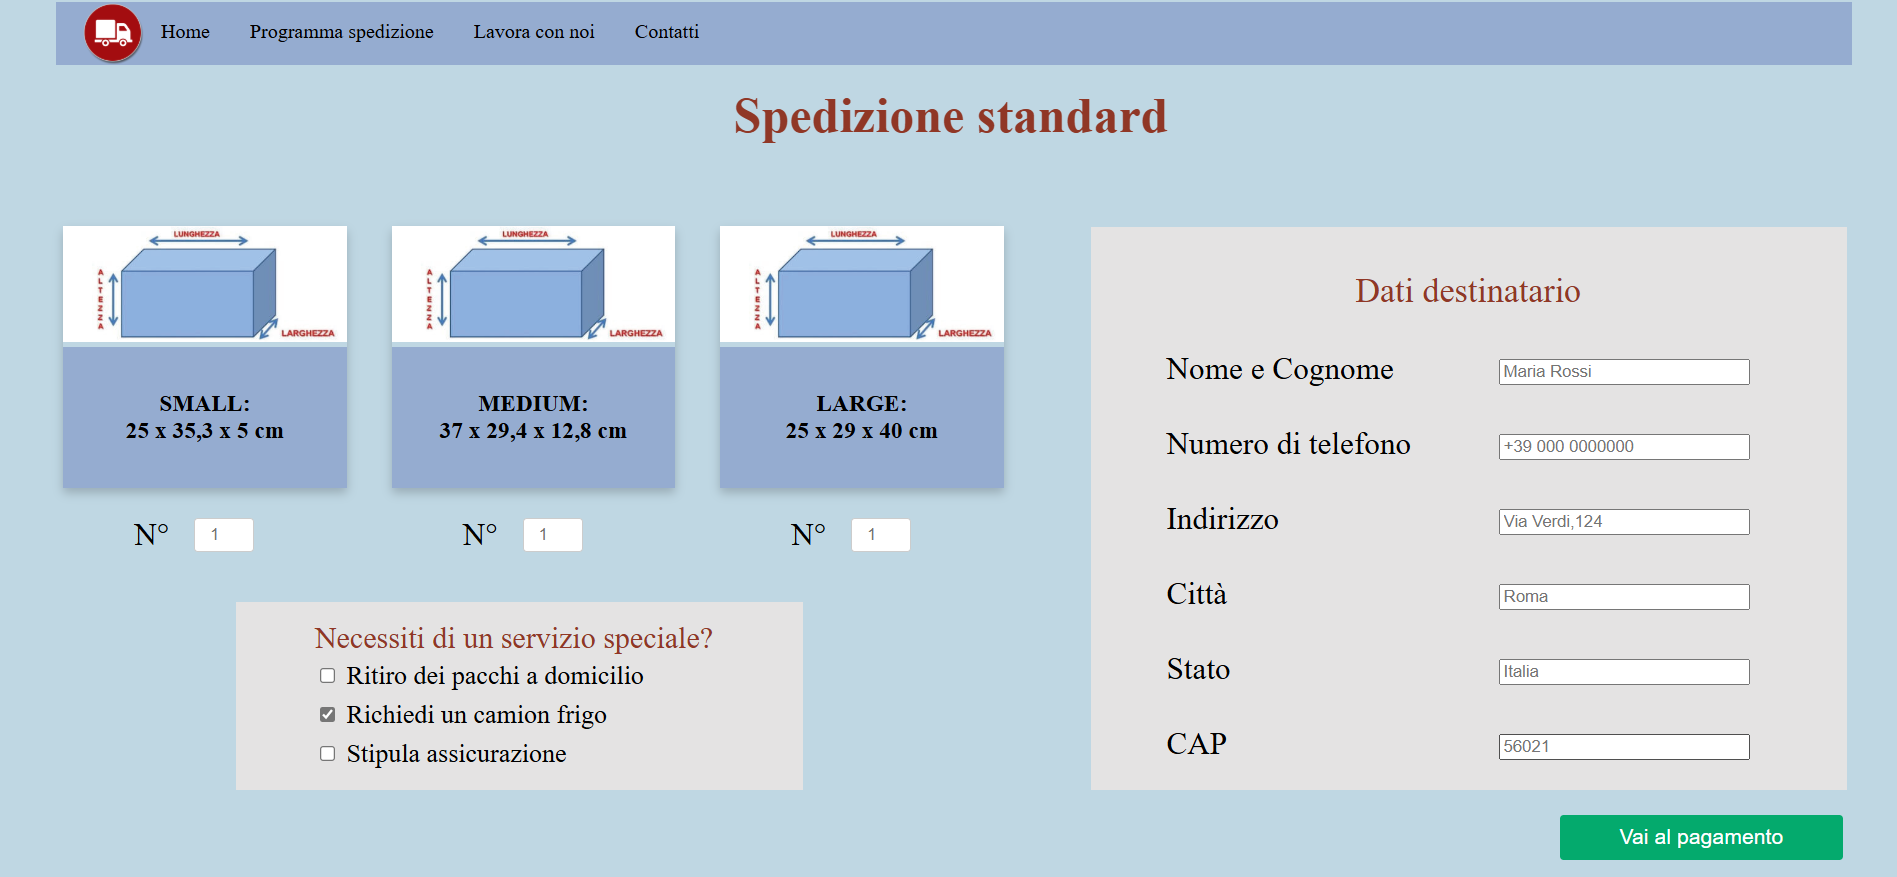 Home Programma spedizione Lavora con noi Contatti
Spedizione standard
LUNGHEZZA
ALTEZZA
LARGHEZZA
SMALL:
25 x 35,3 x 5 cm
N° 1
LUNGHEZZA
ALTEZZA
LARGHEZZA
MEDIUM:
37 x 29,4 x 12,8 cm
N° 1
LUNGHEZZA
ALTEZZA
LARGHEZZA
LARGE:
25 x 29 x 40 cm
N° 1
Necessiti di un servizio speciale?
Ritiro dei pacchi a domicilio
Richiedi un camion frigo
Stipula assicurazione
Dati destinatario
Nome e Cognome Maria Rossi
Numero di telefono +39 000 0000000
Indirizzo Via Verdi,124
Città Roma
Stato Italia
CAP 56021
Vai al pagamento